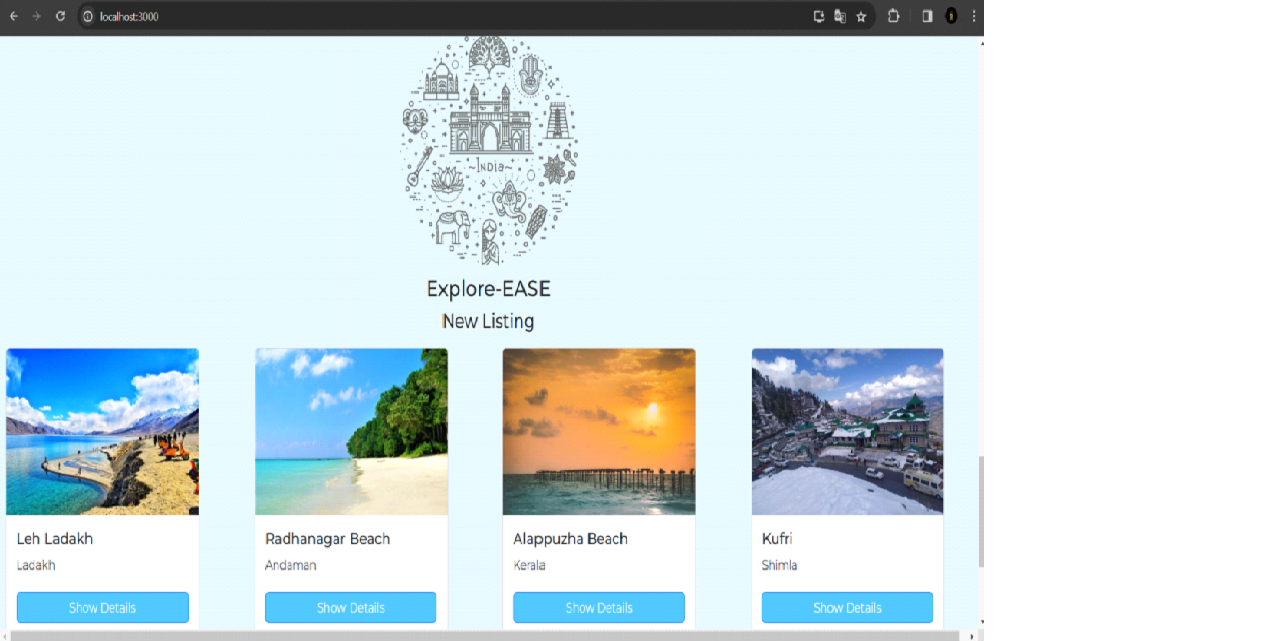 localhost:3000
~INDIA~
Explore-EASE
New Listing
Leh Ladakh
Ladakh
Show Details
Radhanagar Beach
Andaman
Show Details
Alappuzha Beach
Kerala
Show Details
Kufri
Shimla
Show Details